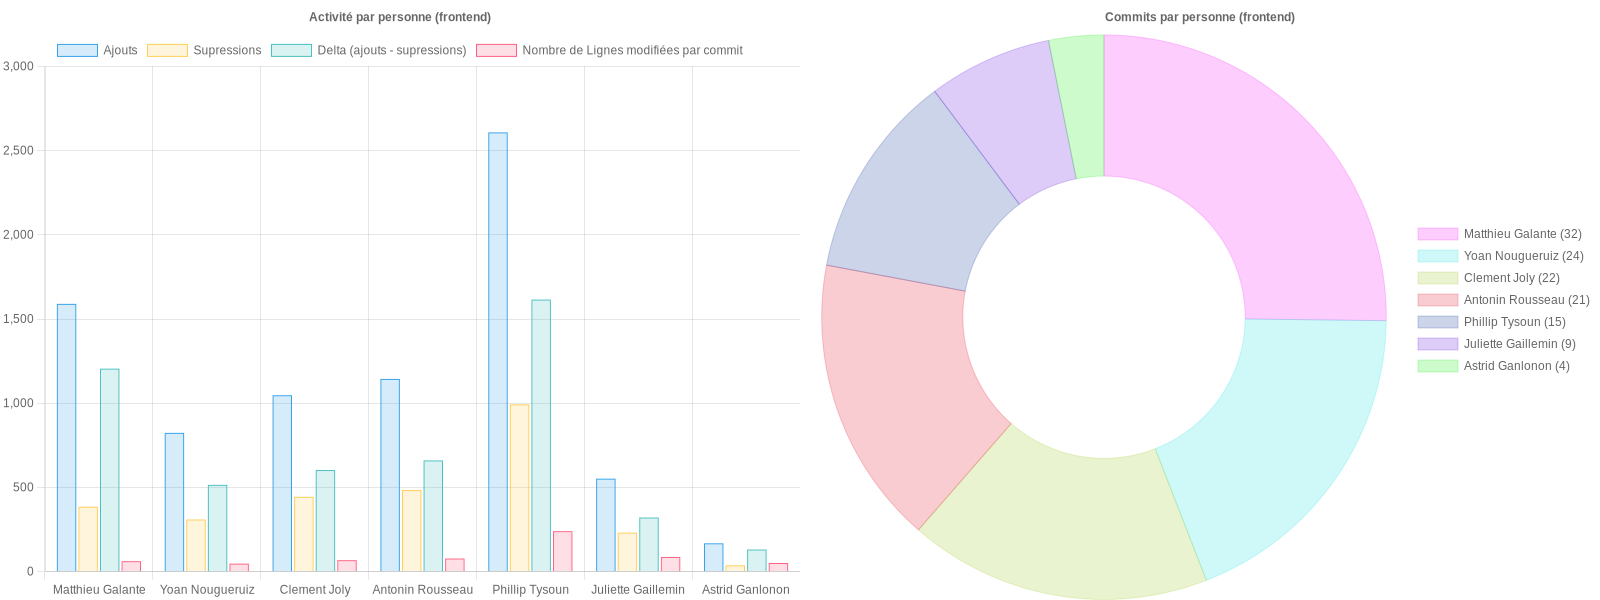 Activité par personne (frontend)
Ajouts
Supressions
Delta (ajouts - supressions)
Nombre de Lignes modifiées par commit
3,000
2,500
2,000
1,500
1,000
500
0
Matthieu Galante
Yoan Nougueruiz
Clement Joly
Antonin Rousseau
Phillip Tysoun
Juliette Gaillemin
Astrid Ganlonon
Commits par personne (frontend)
Matthieu Galante (32)
Yoan Nougueruiz (24)
Clement Joly (22)
Antonin Rousseau (21)
Phillip Tysoun (15)
Juliette Gaillemin (9)
Astrid Ganlonon (4)